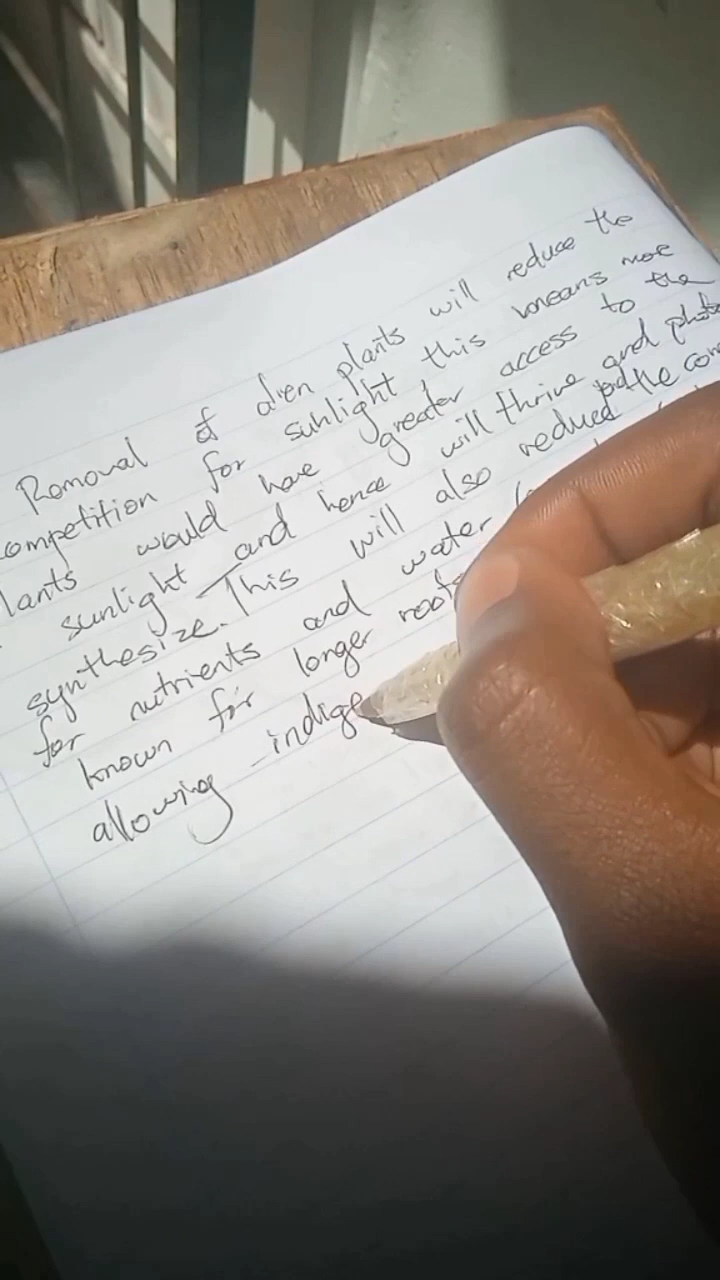 Removal of alien plants will reduce the
competition for sunlight this means more
plants would have greater access to the
sunlight and hence will thrive and photo
synthesize. This will also reduced the com
for nutrients and water
known for longer roots
allowing indige